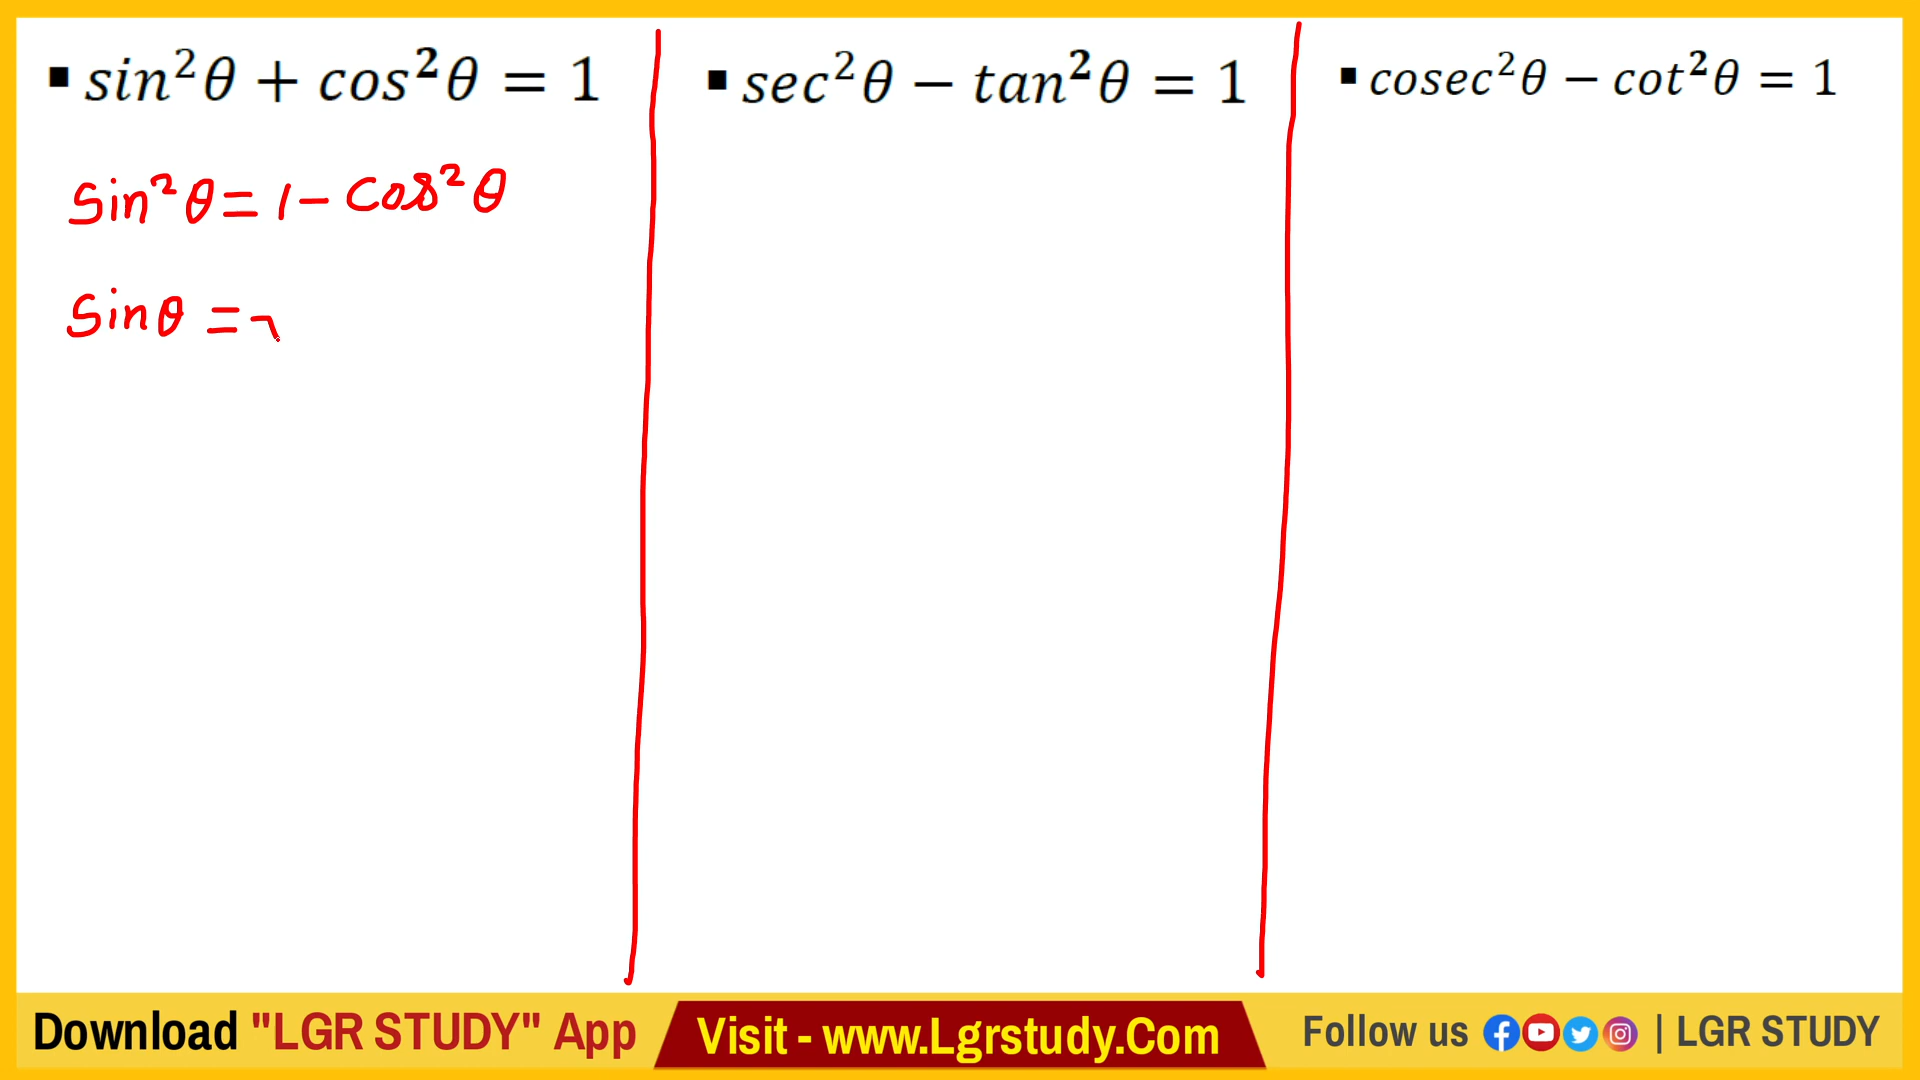 ▪ sin²θ + cos²θ = 1
sin²θ = 1 - cos²θ
sinθ =
▪ sec²θ − tan²θ = 1
▪ cosec²θ − cot²θ = 1
Download "LGR STUDY" App
Visit - www.Lgrstudy.Com
Follow us | LGR STUDY